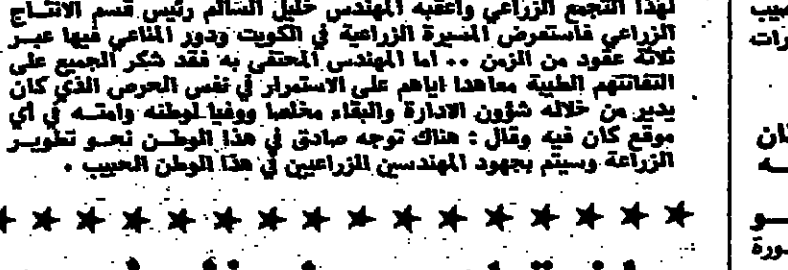 لهذا التجمع الزراعي واعقبه المهندس خليل السالم رئيس قسم الانتاج
الزراعي فاستعرض المسيرة الزراعية في الكويت ودور المناعي فيها عبر
ثلاثة عقود من الزمن .. اما المهندس المحتفى به فقد شكر الجميع على
التفاتتهم الطيبة معاهدا اياهم على الاستمرار في نفس الحرص الذي كان
يدير من خلاله شؤون الادارة والبقاء مخلصا ووفيا لوطنه وامته في أي
موقع كان فيه وقال : هناك توجه صادق في هذا الوطن نحو تطوير
الزراعة وسيتم بجهود المهندسين الزراعيين في هذا الوطن الحبيب .